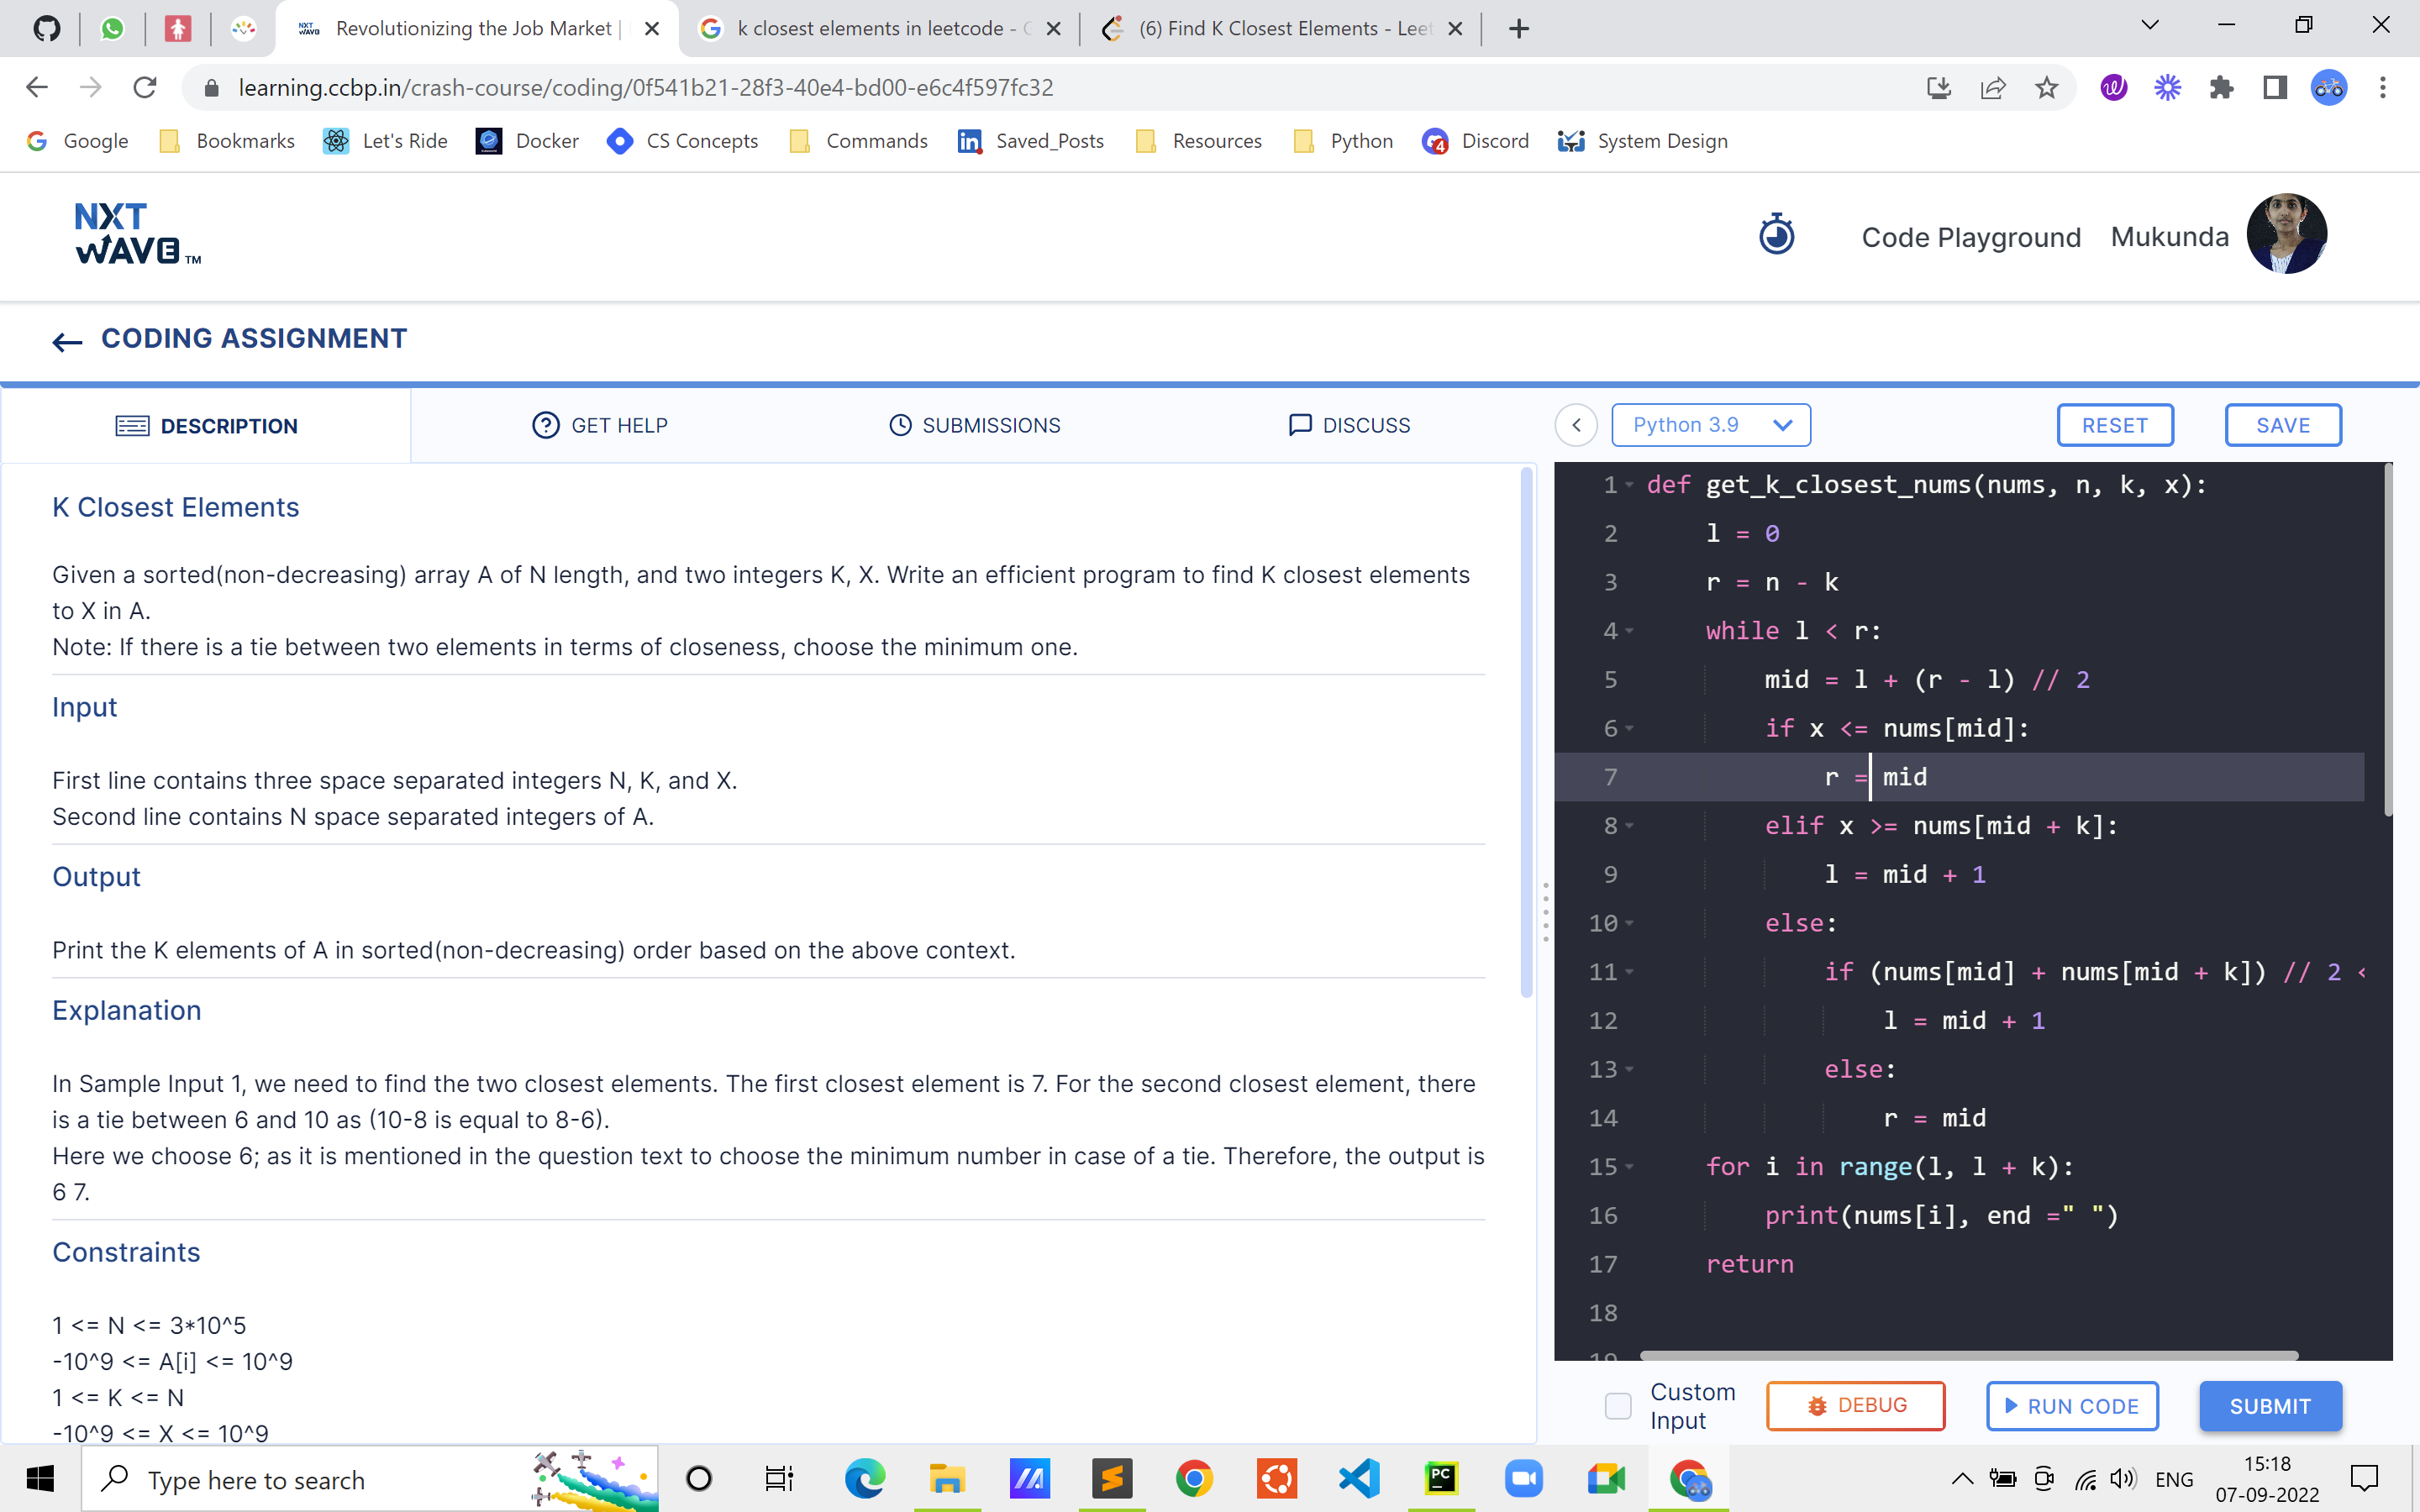 Revolutionizing the Job Market |
k closest elements in leetcode -
(6) Find K Closest Elements - Leet
learning.ccbp.in/crash-course/coding/0f541b21-28f3-40e4-bd00-e6c4f597fc32
Google Bookmarks Let's Ride Docker CS Concepts Commands Saved_Posts Resources Python Discord System Design
NXT
WAVE TM
Code Playground Mukunda
CODING ASSIGNMENT
DESCRIPTION GET HELP SUBMISSIONS DISCUSS Python 3.9 RESET SAVE
K Closest Elements
Given a sorted(non-decreasing) array A of N length, and two integers K, X. Write an efficient program to find K closest elements
to X in A.
Note: If there is a tie between two elements in terms of closeness, choose the minimum one.
Input
First line contains three space separated integers N, K, and X.
Second line contains N space separated integers of A.
Output
Print the K elements of A in sorted(non-decreasing) order based on the above context.
Explanation
In Sample Input 1, we need to find the two closest elements. The first closest element is 7. For the second closest element, there
is a tie between 6 and 10 as (10-8 is equal to 8-6).
Here we choose 6; as it is mentioned in the question text to choose the minimum number in case of a tie. Therefore, the output is
6 7.
Constraints
1 <= N <= 3*10^5
-10^9 <= A[i] <= 10^9
1 <= K <= N
-10^9 <= X <= 10^9
1 def get_k_closest_nums(nums, n, k, x):
2 l = 0
3 r = n - k
4 while l < r:
5 mid = l + (r - l) // 2
6 if x <= nums[mid]:
7 r = mid
8 elif x >= nums[mid + k]:
9 l = mid + 1
10 else:
11 if (nums[mid] + nums[mid + k]) // 2 <
12 l = mid + 1
13 else:
14 r = mid
15 for i in range(l, l + k):
16 print(nums[i], end =" ")
17 return
18
19
Custom
Input
DEBUG RUN CODE SUBMIT
Type here to search
PC
ENG
15:18
07-09-2022